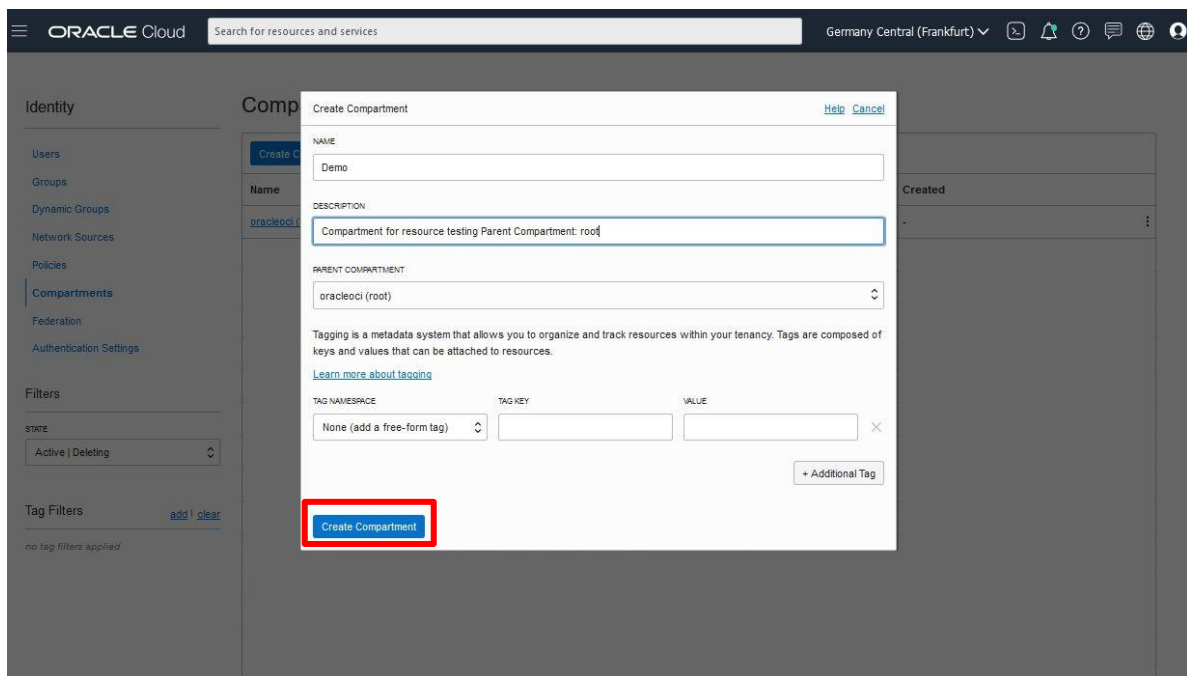 ORACLE Cloud
Search for resources and services
Germany Central (Frankfurt)
Identity
Users
Groups
Dynamic Groups
Network Sources
Policies
Compartments
Federation
Authentication Settings
Filters
STATE
Active | Deleting
Tag Filters
add | clear
no tag filters applied
Comp
Create C
Name
Created
oracleoci (
-
Create Compartment
Help Cancel
NAME
Demo
DESCRIPTION
Compartment for resource testing Parent Compartment: root
PARENT COMPARTMENT
oracleoci (root)
Tagging is a metadata system that allows you to organize and track resources within your tenancy. Tags are composed of
keys and values that can be attached to resources.
Learn more about tagging
TAG NAMESPACE
TAG KEY
VALUE
None (add a free-form tag)
+ Additional Tag
Create Compartment